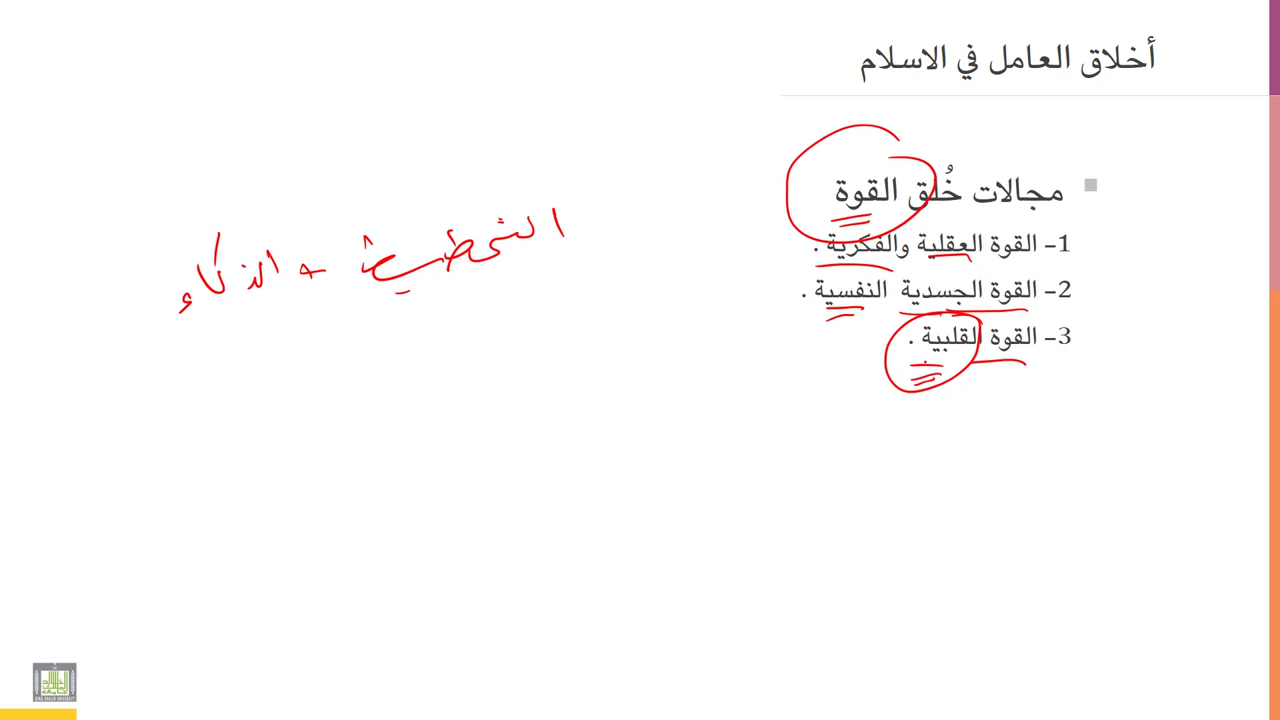 أخلاق العامل في الاسلام
مجالات خُلق القوة
1- القوة العقلية والفكرية .
2- القوة الجسدية النفسية .
3- القوة القلبية .
+ الذكاء